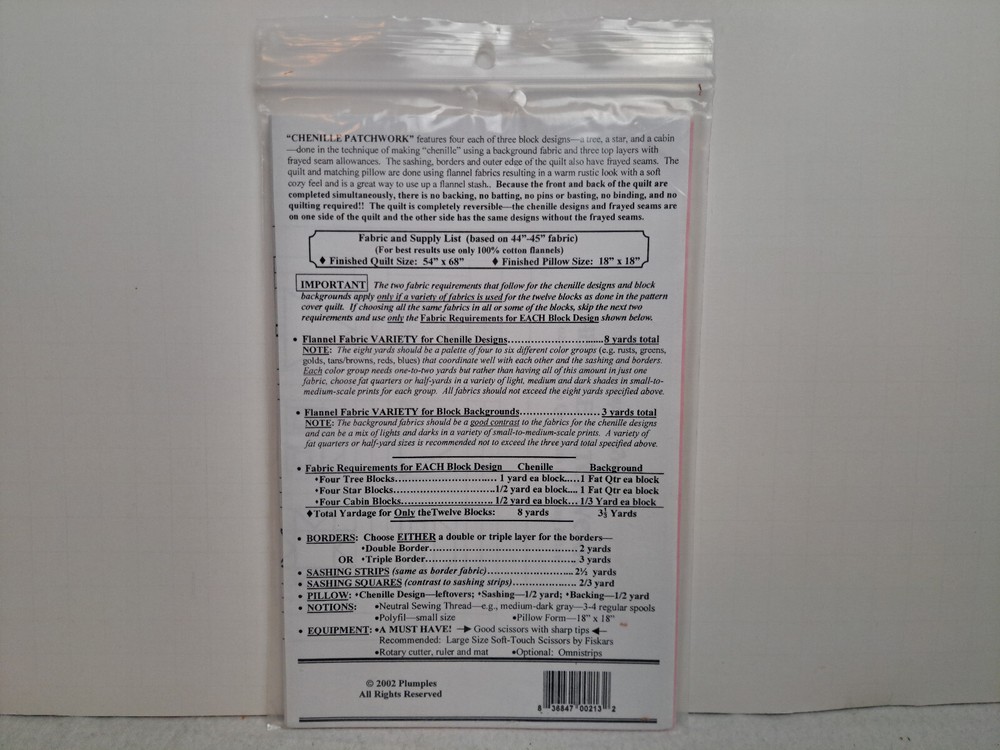 "CHENILLE PATCHWORK" features four each of three block designs—a tree, a star, and a cabin
—done in the technique of making "chenille" using a background fabric and three top layers with
frayed seam allowances. The sashing, borders and outer edge of the quilt also have frayed seams. The
quilt and matching pillow are done using flannel fabrics resulting in a warm rustic look with a soft
cozy feel and is a great way to use up a flannel stash.. Because the front and back of the quilt are
completed simultaneously, there is no backing, no batting, no pins or basting, no binding, and no
quilting required!! The quilt is completely reversible—the chenille designs and frayed seams are
on one side of the quilt and the other side has the same designs without the frayed seams.
Fabric and Supply List (based on 44"-45" fabric)
(For best results use only 100% cotton flannels)
♦ Finished Quilt Size: 54" x 68" ♦ Finished Pillow Size: 18" x 18"
IMPORTANT The two fabric requirements that follow for the chenille designs and block
backgrounds apply only if a variety of fabrics is used for the twelve blocks as done in the pattern
cover quilt. If choosing all the same fabrics in all or some of the blocks, skip the next two
requirements and use only the Fabric Requirements for EACH Block Design shown below.
• Flannel Fabric VARIETY for Chenille Designs..........................8 yards total
NOTE: The eight yards should be a palette of four to six different color groups (e.g. rusts, greens,
golds, tans/browns, reds, blues) that coordinate well with each other and the sashing and borders.
Each color group needs one-to-two yards but rather than having all of this amount in just one
fabric, choose fat quarters or half-yards in a variety of light, medium and dark shades in small-to-
medium-scale prints for each group. All fabrics should not exceed the eight yards specified above.
• Flannel Fabric VARIETY for Block Backgrounds........................3 yards total
NOTE: The background fabrics should be a good contrast to the fabrics for the chenille designs
and can be a mix of lights and darks in a variety of small-to-medium-scale prints. A variety of
fat quarters or half-yard sizes is recommended not to exceed the three yard total specified above.
• Fabric Requirements for EACH Block Design Chenille Background
•Four Tree Blocks............................... 1 yard ea block.....1 Fat Qtr ea block
•Four Star Blocks..............................1/2 yard ea block.... 1 Fat Qtr ea block
•Four Cabin Blocks............................ 1/2 yard ea block... 1/3 Yard ea block
♦Total Yardage for Only theTwelve Blocks: 8 yards 3⅓ Yards
• BORDERS: Choose EITHER a double or triple layer for the borders—
•Double Border............................................. 2 yards
OR •Triple Border.............................................. 3 yards
• SASHING STRIPS (same as border fabric)...........................2½ yards
• SASHING SQUARES (contrast to sashing strips)................... 2/3 yard
• PILLOW: •Chenille Design—leftovers; •Sashing—1/2 yard; •Backing—1/2 yard
• NOTIONS: •Neutral Sewing Thread—e.g., medium-dark gray—3-4 regular spools
•Polyfil—small size •Pillow Form—18" x 18"
• EQUIPMENT: •A MUST HAVE! → Good scissors with sharp tips ←
Recommended: Large Size Soft-Touch Scissors by Fiskars
•Rotary cutter, ruler and mat •Optional: Omnistrips
© 2002 Plumples
All Rights Reserved
8 36847 00213 2